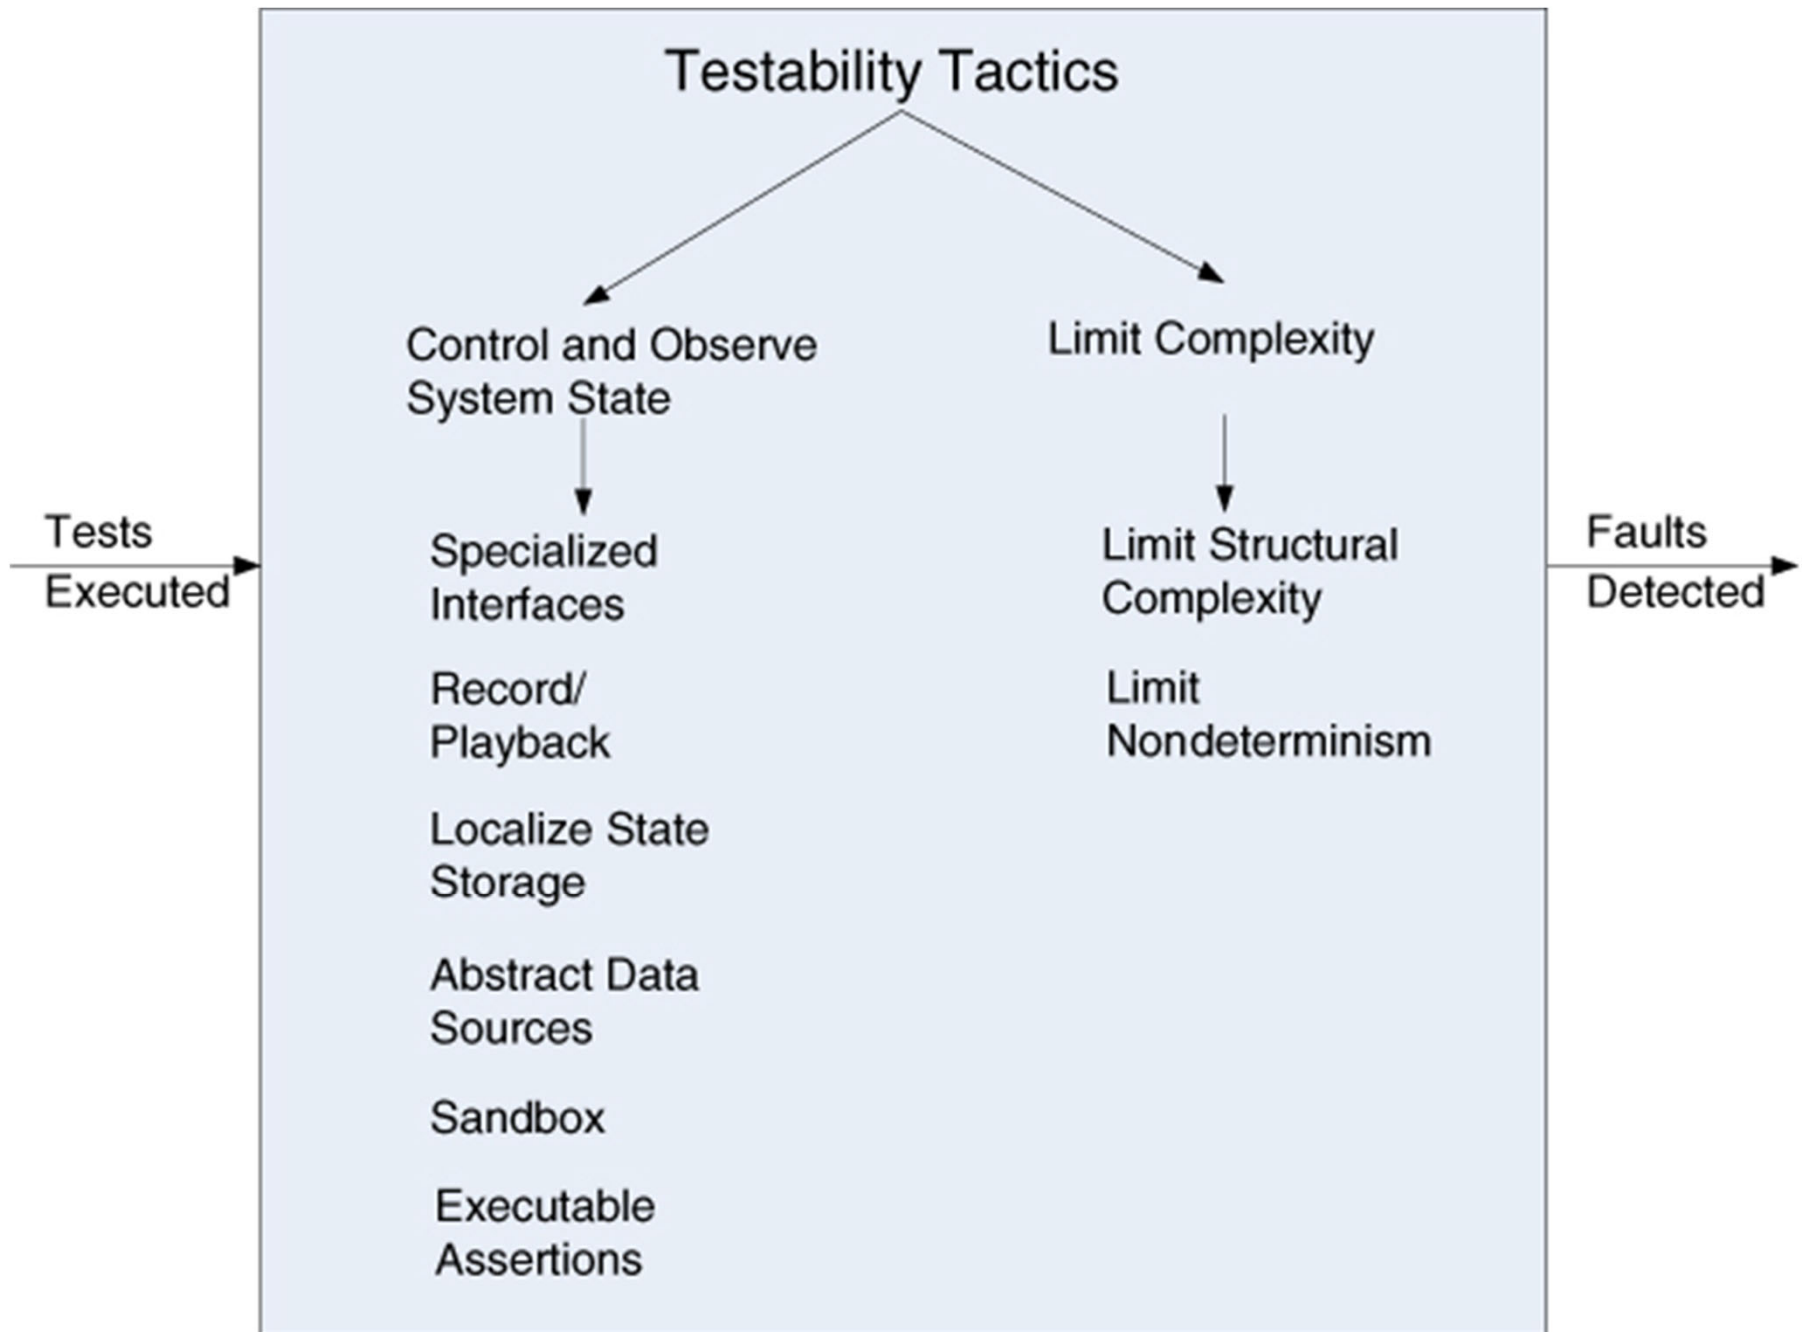 Testability Tactics
Control and Observe
System State
Limit Complexity
Tests
Executed
Specialized
Interfaces
Record/
Playback
Localize State
Storage
Abstract Data
Sources
Sandbox
Executable
Assertions
Limit Structural
Complexity
Limit
Nondeterminism
Faults
Detected